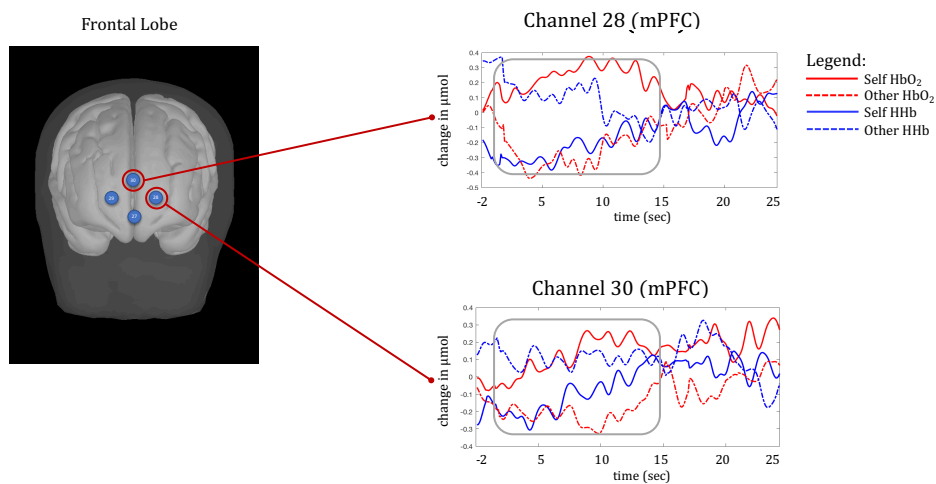 Frontal Lobe
30
29
28
27
Channel 28 (mPFC)
change in μmol
0.4
0.3
0.2
0.1
0
-0.1
-0.2
-0.3
-0.4
-0.5
-2 5 10 15 20 25
time (sec)
Legend:
Self HbO₂
Other HbO₂
Self HHb
Other HHb
Channel 30 (mPFC)
change in μmol
0.4
0.3
0.2
0.1
0
-0.1
-0.2
-0.3
-0.4
-2 5 10 15 20 25
time (sec)